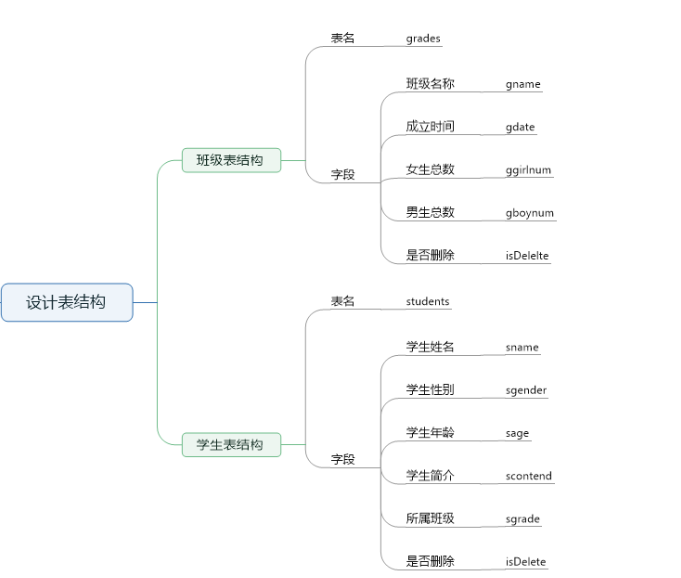 表名 grades
班级名称 gname
成立时间 gdate
班级表结构
女生总数 ggirlnum
字段
男生总数 gboynum
是否删除 isDelelte
设计表结构
表名 students
学生姓名 sname
学生性别 sgender
学生年龄 sage
学生表结构
字段
学生简介 scontend
所属班级 sgrade
是否删除 isDelete